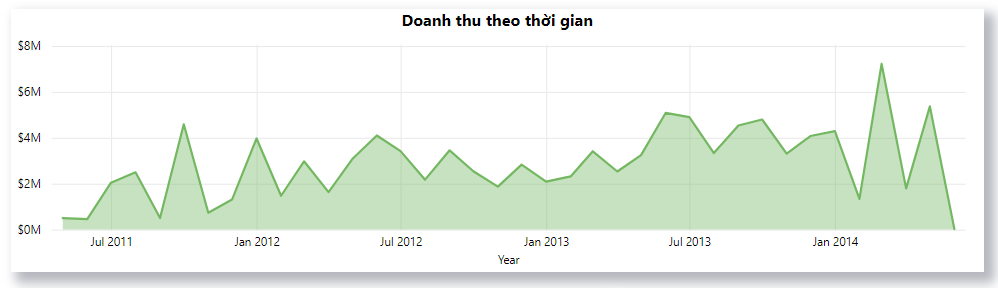 Doanh thu theo thời gian
$8M
$6M
$4M
$2M
$0M
Jul 2011 Jan 2012 Jul 2012 Jan 2013 Jul 2013 Jan 2014
Year